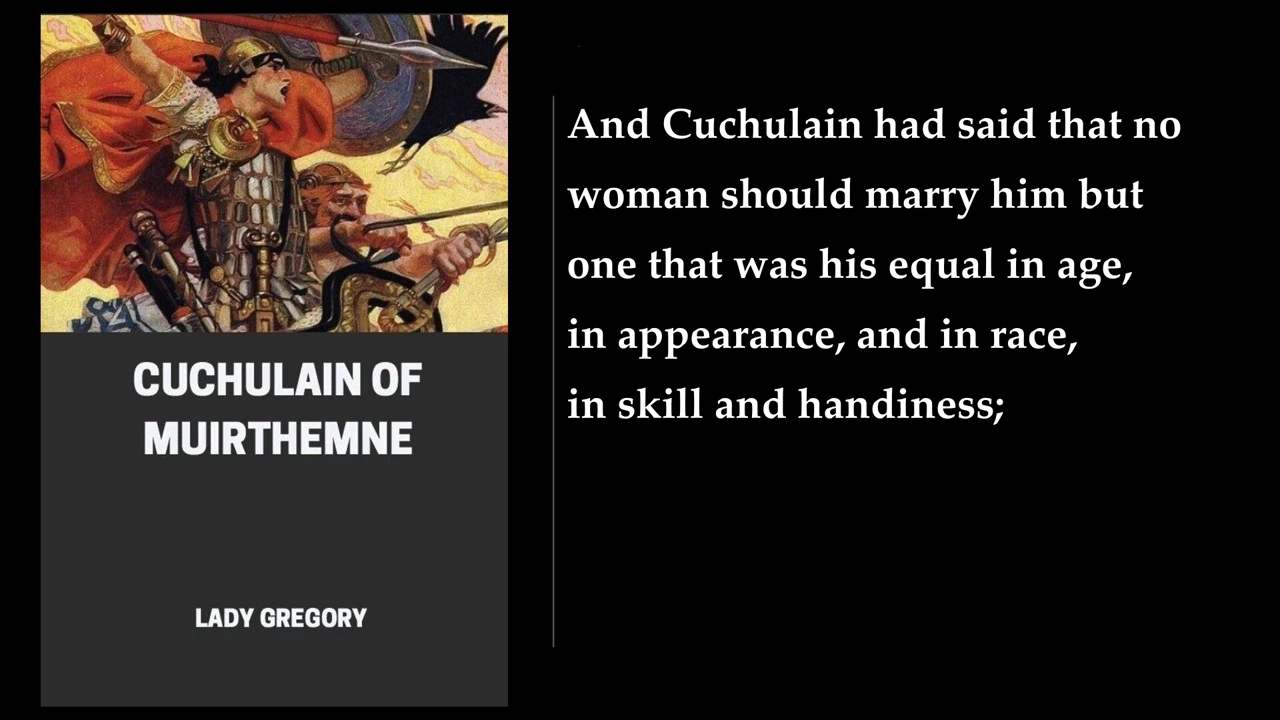 CUCHULAIN OF
MUIRTHEMNE
LADY GREGORY
And Cuchulain had said that no
woman should marry him but
one that was his equal in age,
in appearance, and in race,
in skill and handiness;